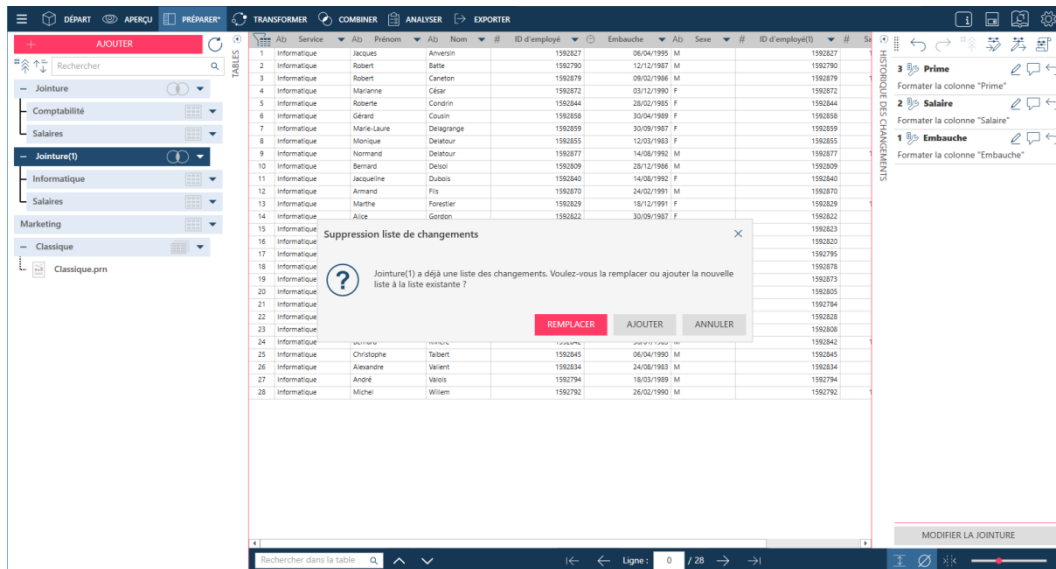 DÉPART APERÇU PRÉPARER* TRANSFORMER COMBINER ANALYSER EXPORTER
AJOUTER
Rechercher
Jointure
Comptabilité
Salaires
Jointure(1)
Informatique
Salaires
Marketing
Classique
Classique.prn
TABLES
Ab Service Ab Prénom Ab Nom # ID d'employé Embauche Ab Sexe # ID d'employé(1) # Sa
1 Informatique Jacques Anversin 1592827 06/04/1995 M 1592827
2 Informatique Robert Batte 1592790 12/12/1987 M 1592790
3 Informatique Robert Caneton 1592879 09/02/1986 M 1592879
4 Informatique Marianne César 1592872 03/12/1990 F 1592872
5 Informatique Roberte Condrin 1592844 28/02/1985 F 1592844
6 Informatique Gérard Cousin 1592858 30/04/1989 F 1592858
7 Informatique Marie-Laure Delagrange 1592859 30/09/1987 F 1592859
8 Informatique Monique Delatour 1592855 12/03/1983 F 1592855
9 Informatique Normand Delatour 1592877 14/08/1992 M 1592877
10 Informatique Bernard Deisol 1592809 28/12/1986 M 1592809
11 Informatique Jacqueline Dubois 1592840 14/08/1992 F 1592840
12 Informatique Armand Fils 1592870 24/02/1991 M 1592870
13 Informatique Marthe Forestier 1592829 18/12/1991 F 1592829
14 Informatique Alice Gordon 1592822 30/09/1987 F 1592822
15 Informatique 1592823
16 Informatique 1592820
17 Informatique 1592795
18 Informatique 1592878
19 Informatique 1592873
20 Informatique 1592805
21 Informatique 1592784
22 Informatique 1592828
23 Informatique 1592808
24 Informatique 1592842
25 Informatique Christophe Talbert 1592845 06/04/1990 M 1592845
26 Informatique Alexandre Valient 1592834 24/08/1983 M 1592834
27 Informatique André Valois 1592794 18/03/1989 M 1592794
28 Informatique Michel Willem 1592792 26/02/1990 M 1592792
Suppression liste de changements
Jointure(1) a déjà une liste des changements. Voulez-vous la remplacer ou ajouter la nouvelle
liste à la liste existante ?
REMPLACER AJOUTER ANNULER
HISTORIQUE DES CHANGEMENTS
3 Prime
Formater la colonne "Prime"
2 Salaire
Formater la colonne "Salaire"
1 Embauche
Formater la colonne "Embauche"
MODIFIER LA JOINTURE
Rechercher dans la table Ligne : 0 / 28